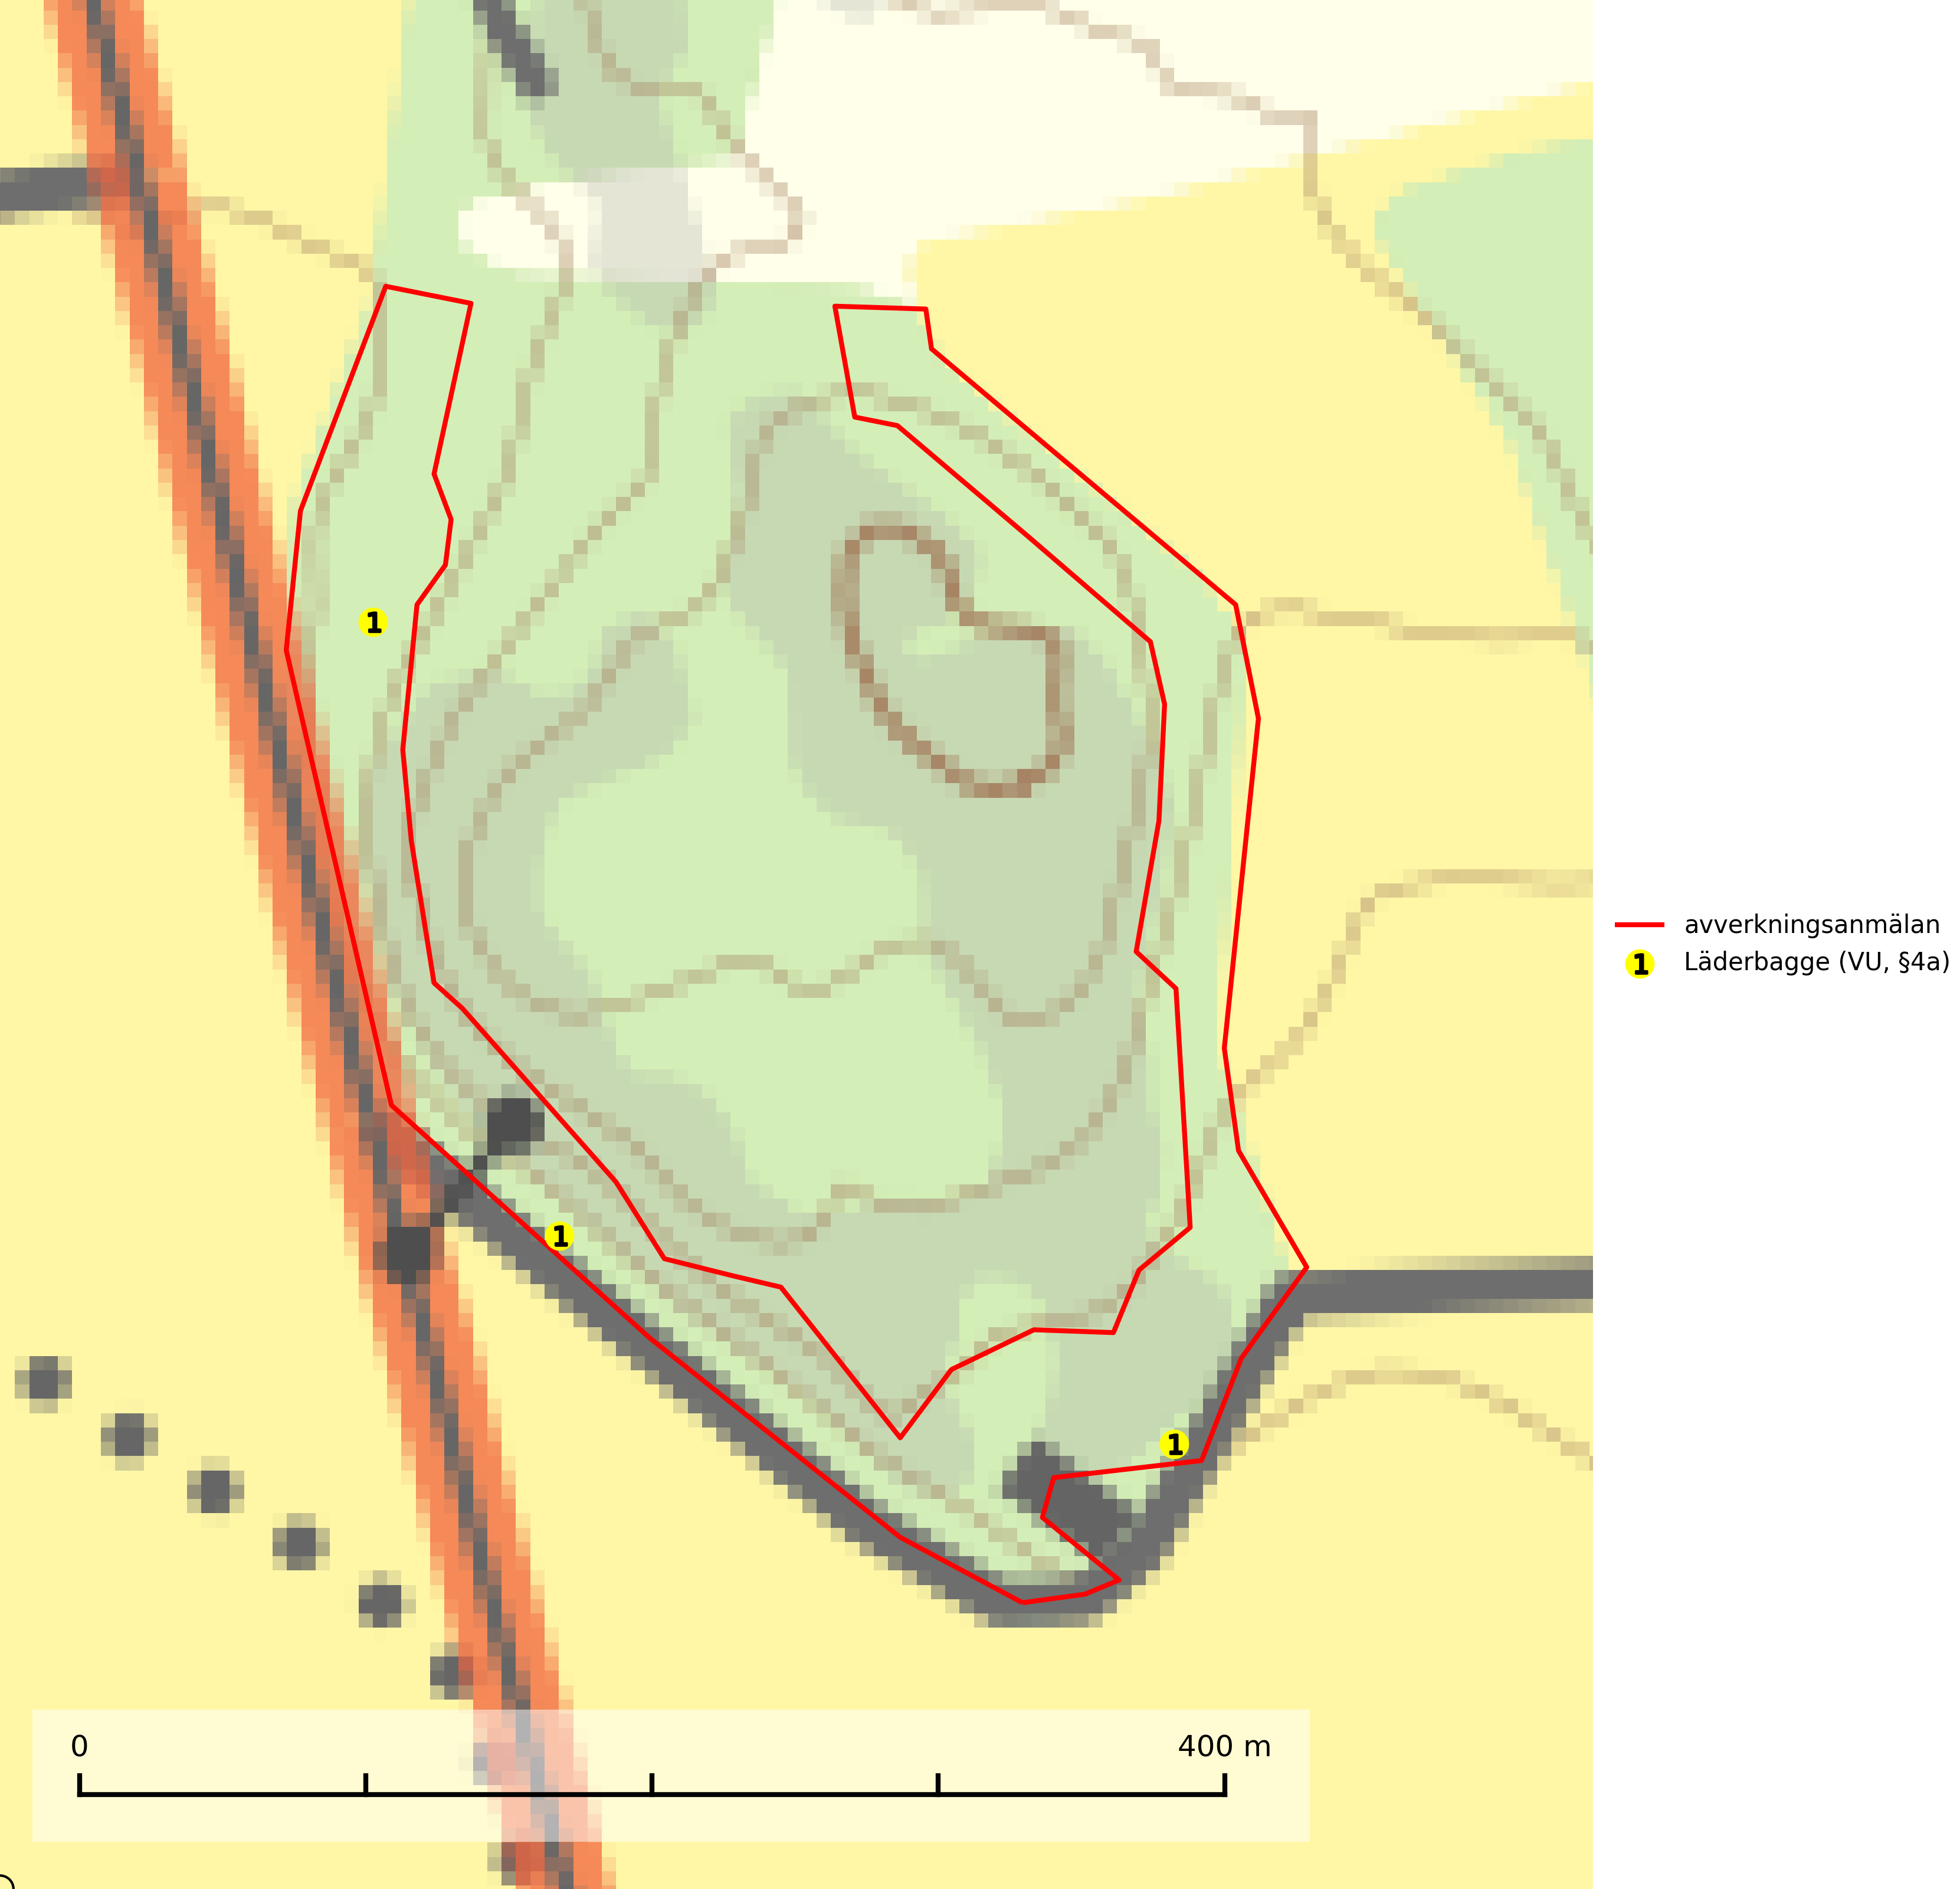 1
1
1
avverkningsanmälan
1 Läderbagge (VU, §4a)
0 400 m